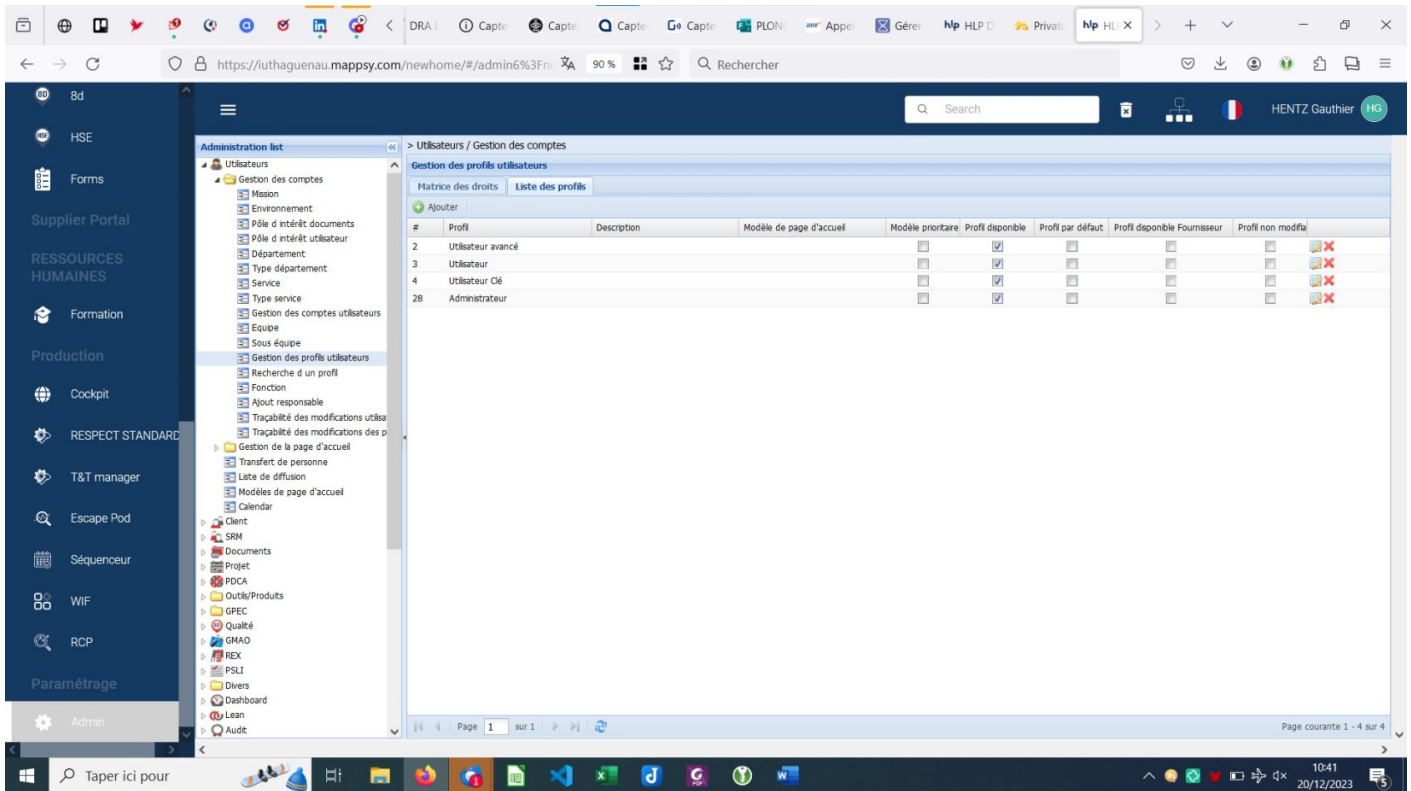 DRA L
Capte
Capte
Capte
Capte
PLON
Appel
Gérer
hlp HLP D
Privat
hlp HL
https://iuthaguenau.mappsy.com/newhome/#/admin6%3Fn
90 %
Rechercher
8d
HSE
Forms
Supplier Portal
RESSOURCES
HUMAINES
Formation
Production
Cockpit
RESPECT STANDARD
T&T manager
Escape Pod
Séquenceur
WIF
RCP
Paramétrage
Admin
Search
HENTZ Gauthier HG
Administration list
Utilisateurs
Gestion des comptes
Mission
Environnement
Pôle d intérêt documents
Pôle d intérêt utilisateur
Département
Type département
Service
Type service
Gestion des comptes utilisateurs
Equipe
Sous équipe
Gestion des profils utilisateurs
Recherche d un profil
Fonction
Ajout responsable
Traçabilité des modifications utilisa
Traçabilité des modifications des p
Gestion de la page d'accueil
Transfert de personne
Liste de diffusion
Modèles de page d'accueil
Calendar
Client
SRM
Documents
Projet
PDCA
Outils/Produits
GPEC
Qualité
GMAO
REX
PSLI
Divers
Dashboard
Lean
Audit
> Utilisateurs / Gestion des comptes
Gestion des profils utilisateurs
Matrice des droits Liste des profils
Ajouter
# Profil Description Modèle de page d'accueil Modèle prioritaire Profil disponible Profil par défaut Profil disponible Fournisseur Profil non modifia
2 Utilisateur avancé
3 Utilisateur
4 Utilisateur Clé
28 Administrateur
Page 1 sur 1
Page courante 1 - 4 sur 4
Taper ici pour
10:41
20/12/2023
5